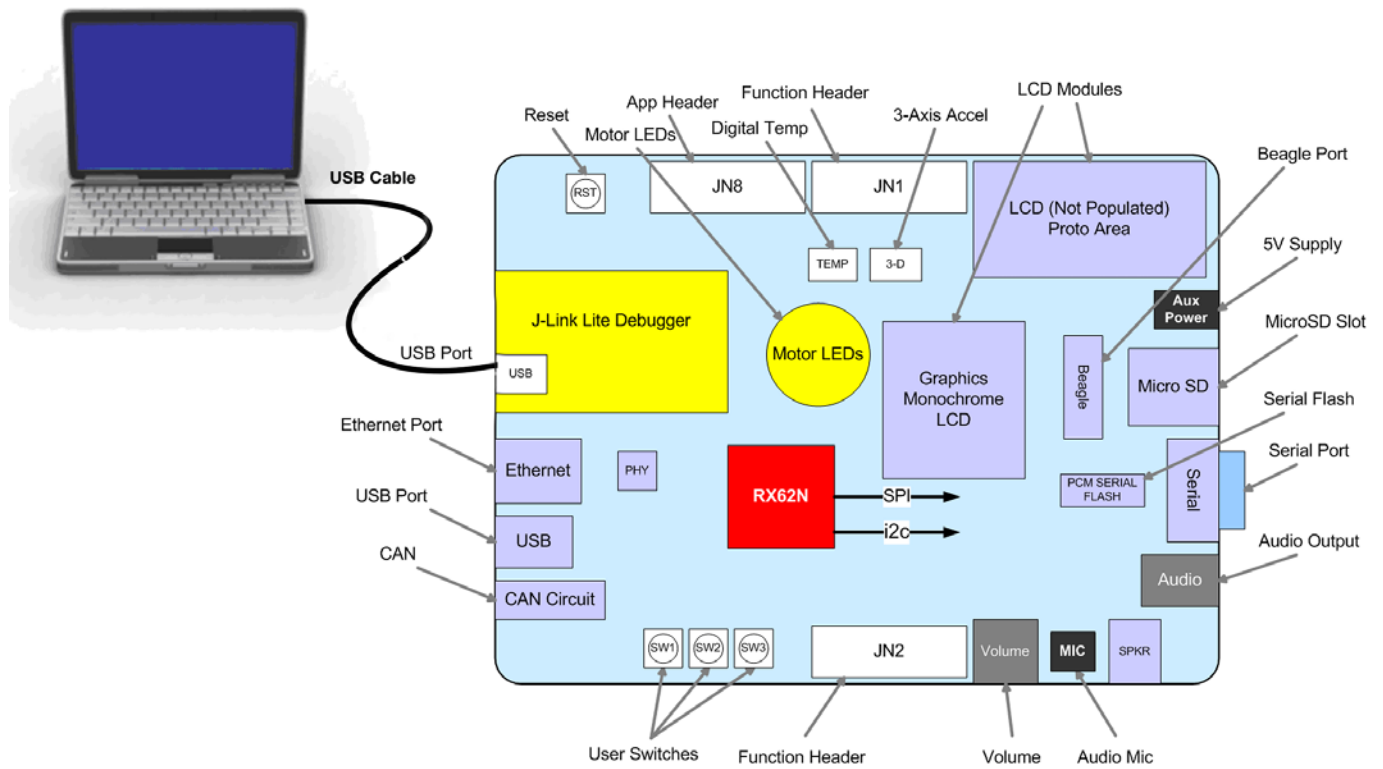 Function Header
LCD Modules
App Header
3-Axis Accel
Reset
Motor LEDs
Digital Temp
Beagle Port
USB Cable
RST
JN8
JN1
LCD (Not Populated)
Proto Area
5V Supply
TEMP
3-D
Aux
Power
J-Link Lite Debugger
MicroSD Slot
USB Port
USB
Motor LEDs
Graphics
Monochrome
LCD
Beagle
Micro SD
Serial Flash
Ethernet Port
Ethernet
PHY
RX62N
SPI
PCM SERIAL
FLASH
Serial
Serial Port
USB Port
USB
i2c
Audio Output
CAN
CAN Circuit
Audio
SW1
SW2
SW3
JN2
Volume
MIC
SPKR
User Switches
Function Header
Volume
Audio Mic